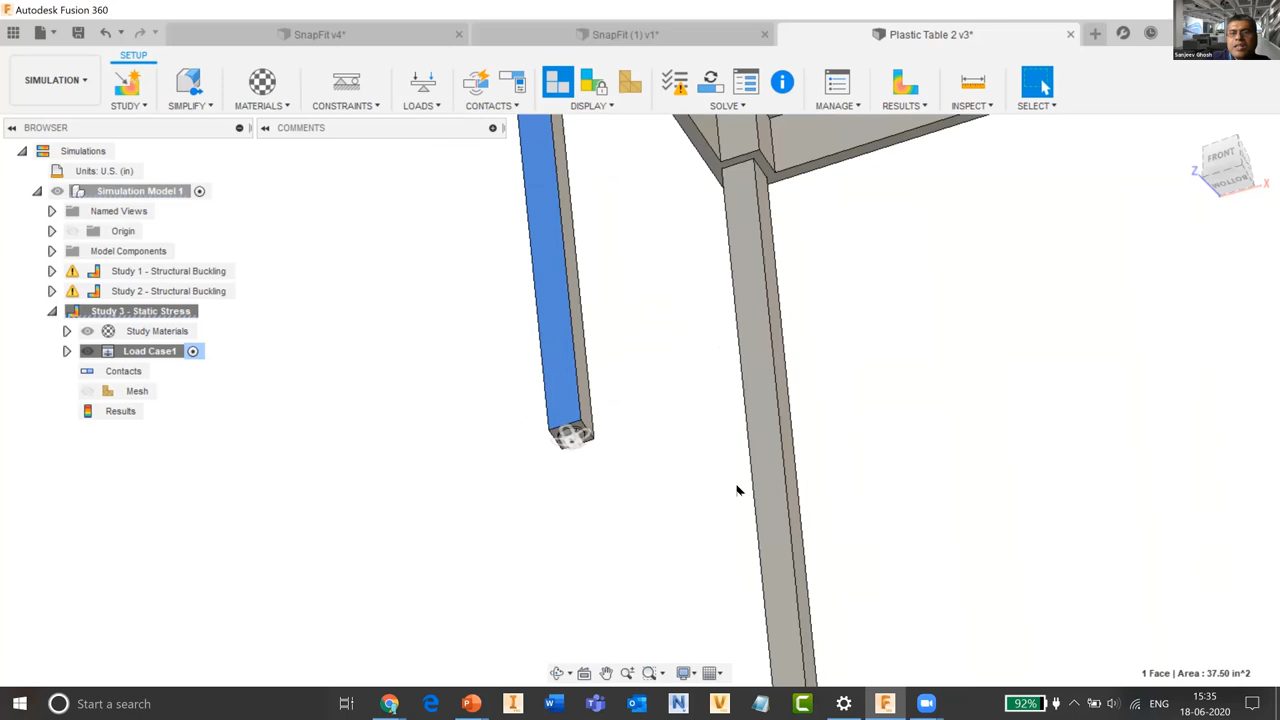 Autodesk Fusion 360
SnapFit v4*
SnapFit (1) v1*
Plastic Table 2 v3*
Sanjeev Ghosh
SETUP
SIMULATION
STUDY
SIMPLIFY
MATERIALS
CONSTRAINTS
LOADS
CONTACTS
DISPLAY
SOLVE
MANAGE
RESULTS
INSPECT
SELECT
BROWSER
COMMENTS
Simulations
Units: U.S. (in)
Simulation Model 1
Named Views
Origin
Model Components
Study 1 - Structural Buckling
Study 2 - Structural Buckling
Study 3 - Static Stress
Study Materials
Load Case1
Contacts
Mesh
Results
FRONT
BOTTOM
Z
X
1 Face | Area : 37.50 in^2
Start a search
92%
ENG
15:35
18-06-2020